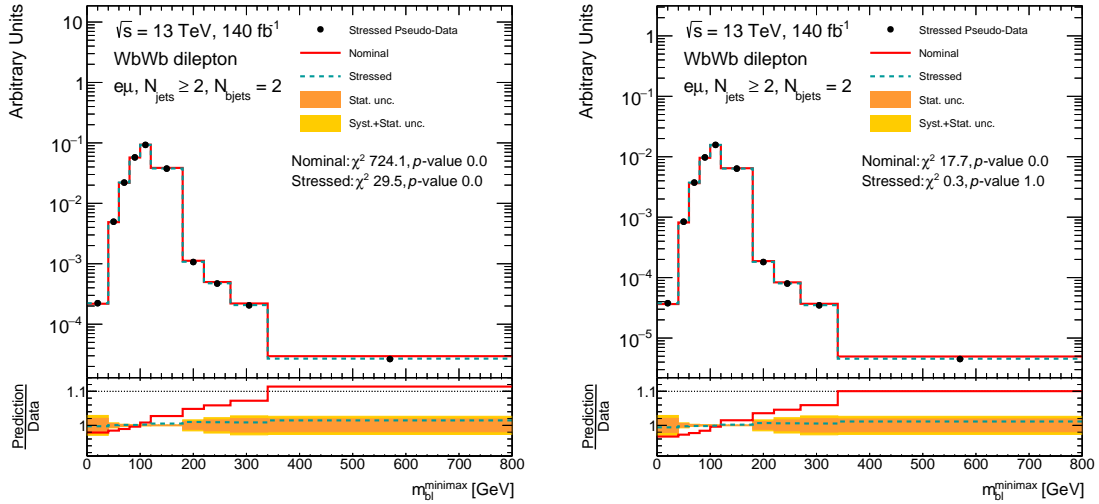 √s = 13 TeV, 140 fb⁻¹
WbWb dilepton
eμ, N_jets ≥ 2, N_bjets = 2
Stressed Pseudo-Data
Nominal
Stressed
Stat. unc.
Syst.+Stat. unc.
Nominal: χ² 724.1, p-value 0.0
Stressed: χ² 29.5, p-value 0.0
Arbitrary Units
10
1
10⁻¹
10⁻²
10⁻³
10⁻⁴
Prediction
Data
1.1
1
0 100 200 300 400 500 600 700 800
m_bl^minimax [GeV]
√s = 13 TeV, 140 fb⁻¹
WbWb dilepton
eμ, N_jets ≥ 2, N_bjets = 2
Stressed Pseudo-Data
Nominal
Stressed
Stat. unc.
Syst.+Stat. unc.
Nominal: χ² 17.7, p-value 0.0
Stressed: χ² 0.3, p-value 1.0
Arbitrary Units
1
10⁻¹
10⁻²
10⁻³
10⁻⁴
10⁻⁵
Prediction
Data
1.1
1
0 100 200 300 400 500 600 700 800
m_bl^minimax [GeV]